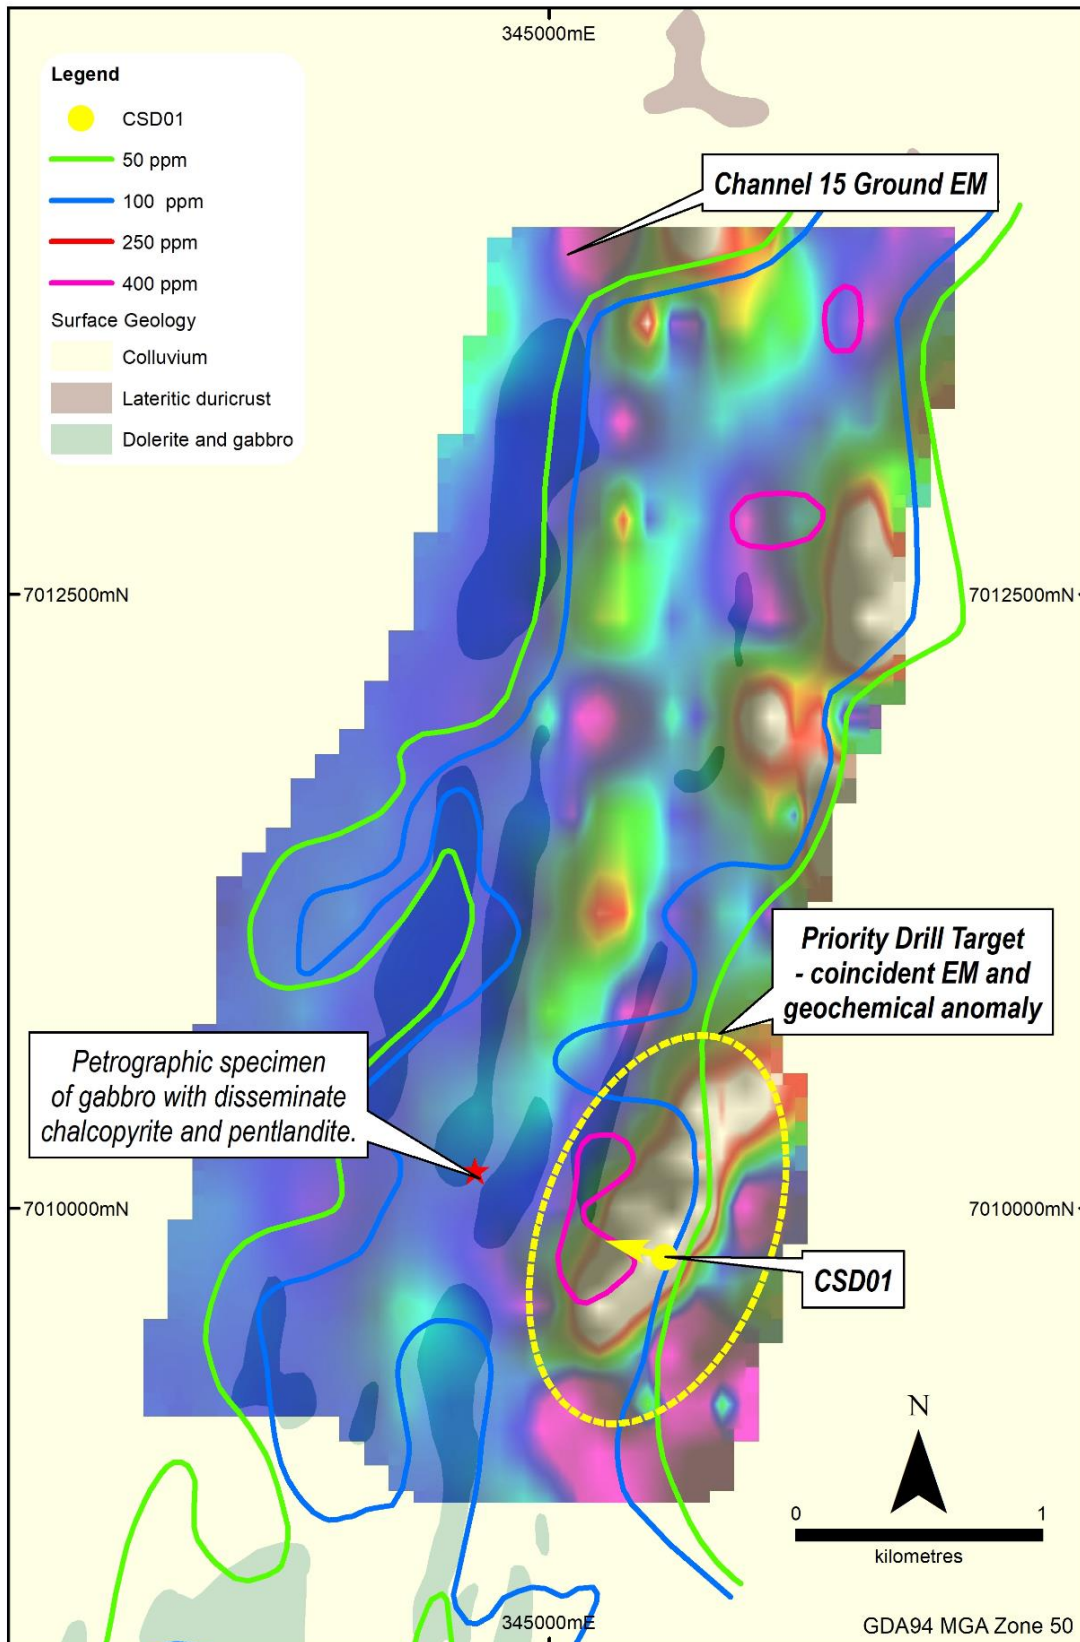 345000mE
Legend
CSD01
50 ppm
100 ppm
250 ppm
400 ppm
Surface Geology
Colluvium
Lateritic duricrust
Dolerite and gabbro
Channel 15 Ground EM
7012500mN
7012500mN
Priority Drill Target
- coincident EM and
geochemical anomaly
Petrographic specimen
of gabbro with disseminate
chalcopyrite and pentlandite.
7010000mN
7010000mN
CSD01
N
0 1
kilometres
345000mE
GDA94 MGA Zone 50